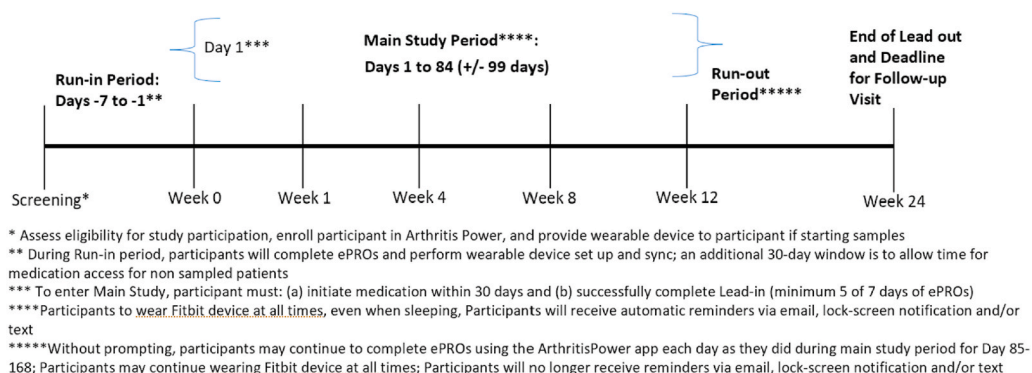 Day 1***
Main Study Period****:
Days 1 to 84 (+/- 99 days)
End of Lead out
and Deadline
for Follow-up
Visit
Run-in Period:
Days -7 to -1**
Run-out
Period*****
Screening*
Week 0
Week 1
Week 4
Week 8
Week 12
Week 24
* Assess eligibility for study participation, enroll participant in Arthritis Power, and provide wearable device to participant if starting samples
** During Run-in period, participants will complete ePROs and perform wearable device set up and sync; an additional 30-day window is to allow time for
medication access for non sampled patients
*** To enter Main Study, participant must: (a) initiate medication within 30 days and (b) successfully complete Lead-in (minimum 5 of 7 days of ePROs)
****Participants to wear Fitbit device at all times, even when sleeping, Participants will receive automatic reminders via email, lock-screen notification and/or
text
*****Without prompting, participants may continue to complete ePROs using the ArthritisPower app each day as they did during main study period for Day 85-
168; Participants may continue wearing Fitbit device at all times; Participants will no longer receive reminders via email, lock-screen notification and/or text